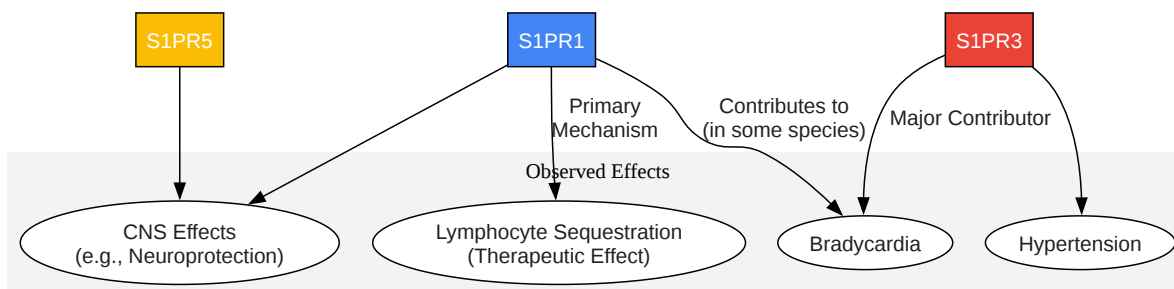 S1PR5
S1PR1
S1PR3
Primary
Mechanism
Contributes to
(in some species)
Major Contributor
Observed Effects
CNS Effects
(e.g., Neuroprotection)
Lymphocyte Sequestration
(Therapeutic Effect)
Bradycardia
Hypertension